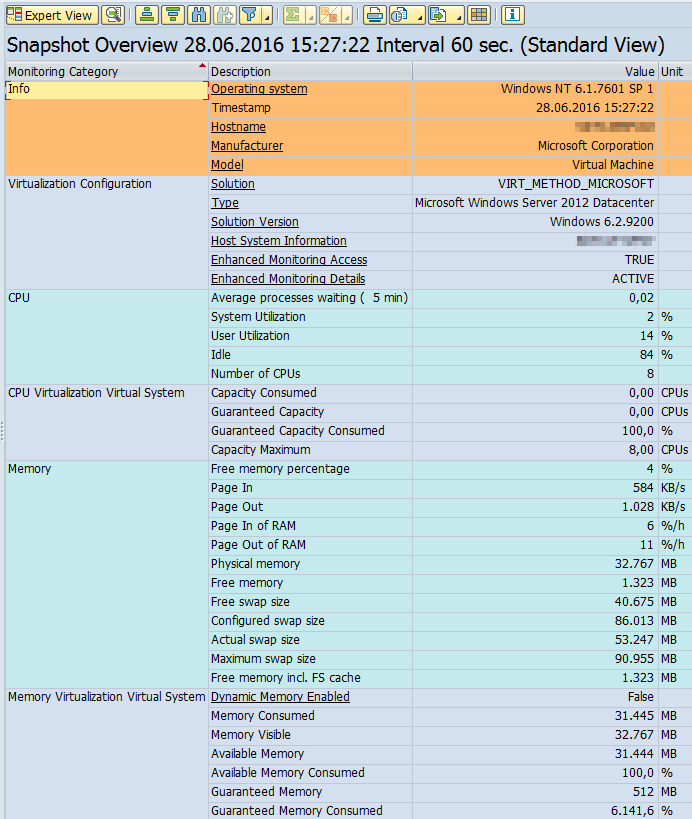 Expert View
Snapshot Overview 28.06.2016 15:27:22 Interval 60 sec. (Standard View)
Monitoring Category Description Value Unit
Info Operating system Windows NT 6.1.7601 SP 1
Timestamp 28.06.2016 15:27:22
Hostname
Manufacturer Microsoft Corporation
Model Virtual Machine
Virtualization Configuration Solution VIRT_METHOD_MICROSOFT
Type Microsoft Windows Server 2012 Datacenter
Solution Version Windows 6.2.9200
Host System Information
Enhanced Monitoring Access TRUE
Enhanced Monitoring Details ACTIVE
CPU Average processes waiting ( 5 min) 0,02
System Utilization 2 %
User Utilization 14 %
Idle 84 %
Number of CPUs 8
CPU Virtualization Virtual System Capacity Consumed 0,00 CPUs
Guaranteed Capacity 0,00 CPUs
Guaranteed Capacity Consumed 100,0 %
Capacity Maximum 8,00 CPUs
Memory Free memory percentage 4 %
Page In 584 KB/s
Page Out 1.028 KB/s
Page In of RAM 6 %/h
Page Out of RAM 11 %/h
Physical memory 32.767 MB
Free memory 1.323 MB
Free swap size 40.675 MB
Configured swap size 86.013 MB
Actual swap size 53.247 MB
Maximum swap size 90.955 MB
Free memory incl. FS cache 1.323 MB
Memory Virtualization Virtual System Dynamic Memory Enabled False
Memory Consumed 31.445 MB
Memory Visible 32.767 MB
Available Memory 31.444 MB
Available Memory Consumed 100,0 %
Guaranteed Memory 512 MB
Guaranteed Memory Consumed 6.141,6 %